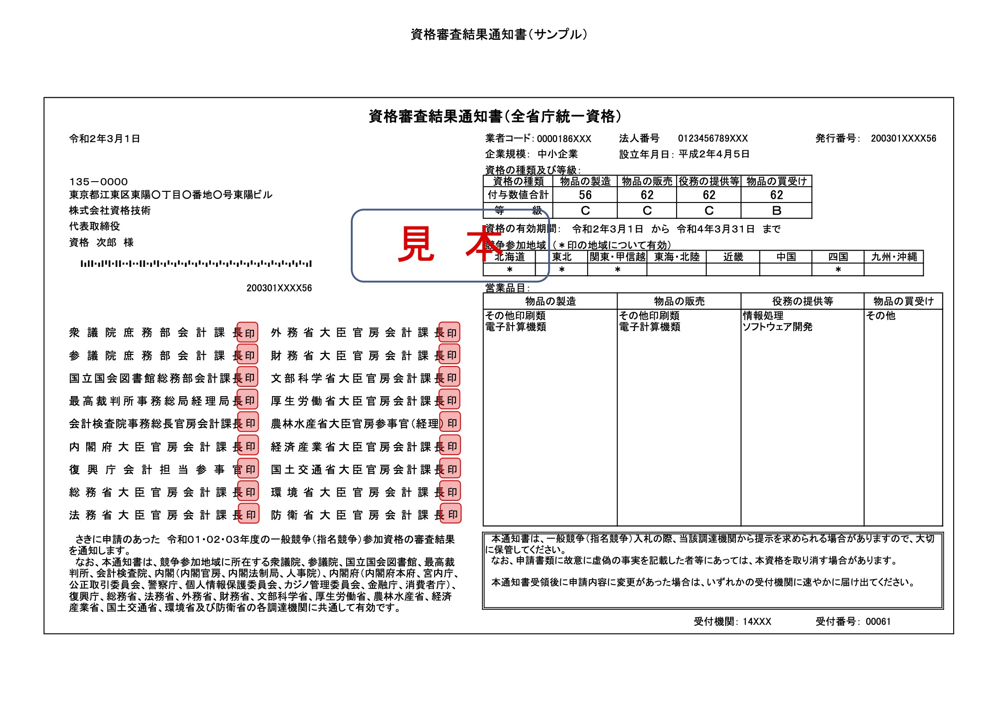 資格審査結果通知書（サンプル）
資格審査結果通知書（全省庁統一資格）
令和２年３月１日
業者コード： 0000186XXX 法人番号 0123456789XXX 発行番号： 200301XXXX56
企業規模： 中小企業 設立年月日： 平成２年４月５日
135－0000
東京都江東区東陽〇丁目〇番地〇号東陽ビル
株式会社資格技術
代表取締役
資格 次郎 様
200301XXXX56
見 本
資格の種類及び等級：
資格の種類 物品の製造 物品の販売 役務の提供等 物品の買受け
付与数値合計 56 62 62 62
等 級 C C C B
資格の有効期間： 令和２年３月１日 から 令和４年３月３１日 まで
競争参加地域（＊印の地域について有効）
北海道 東北 関東・甲信越 東海・北陸 近畿 中国 四国 九州・沖縄
＊ ＊ ＊ ＊
営業品目：
物品の製造 物品の販売 役務の提供等 物品の買受け
その他印刷類 その他印刷類 情報処理 その他
電子計算機類 電子計算機類 ソフトウェア開発
衆議院庶務部会計課長 印 外務省大臣官房会計課長 印
参議院庶務部会計課長 印 財務省大臣官房会計課長 印
国立国会図書館総務部会計課長 印 文部科学省大臣官房会計課長 印
最高裁判所事務総局経理局長 印 厚生労働省大臣官房会計課長 印
会計検査院事務総長官房会計課長 印 農林水産省大臣官房参事官（経理） 印
内閣府大臣官房会計課長 印 経済産業省大臣官房会計課長 印
復興庁会計担当参事官 印 国土交通省大臣官房会計課長 印
総務省大臣官房会計課長 印 環境省大臣官房会計課長 印
法務省大臣官房会計課長 印 防衛省大臣官房会計課長 印
さきに申請のあった 令和０１・０２・０３年度の一般競争（指名競争）参加資格の審査結果
を通知します。
なお、本通知書は、競争参加地域に所在する衆議院、参議院、国立国会図書館、最高裁
判所、会計検査院、内閣（内閣官房、内閣法制局、人事院）、内閣府（内閣府本府、宮内庁、
公正取引委員会、警察庁、個人情報保護委員会、カジノ管理委員会、金融庁、消費者庁）、
復興庁、総務省、法務省、外務省、財務省、文部科学省、厚生労働省、農林水産省、経済
産業省、国土交通省、環境省及び防衛省の各調達機関に共通して有効です。
本通知書は、一般競争（指名競争）入札の際、当該調達機関から提示を求められる場合がありますので、大切
に保管してください。
なお、申請書類に故意に虚偽の事実を記載した者等にあっては、本資格を取り消す場合があります。
本通知書受領後に申請内容に変更があった場合は、いずれかの受付機関に速やかに届け出てください。
受付機関： 14XXX 受付番号： 00061